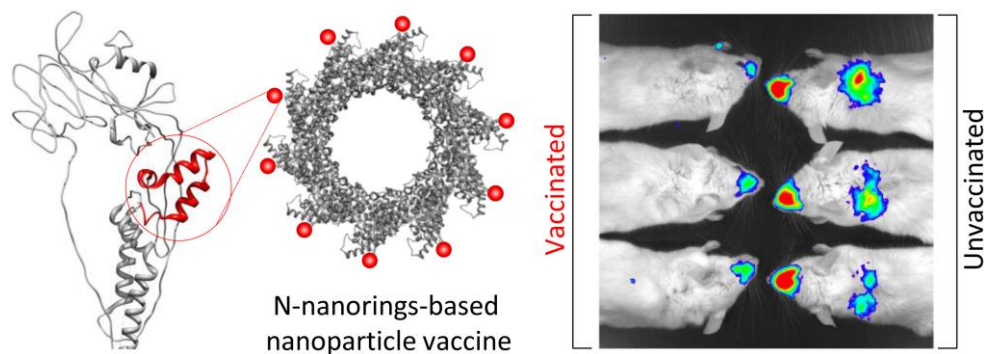 N-nanorings-based
nanoparticle vaccine
Vaccinated
Unvaccinated